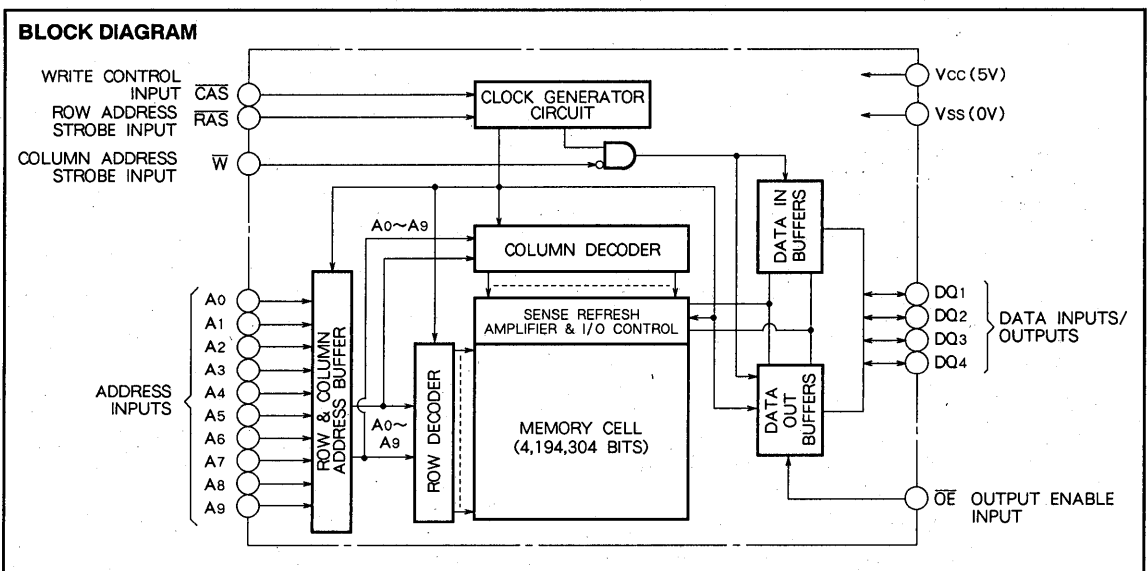 BLOCK DIAGRAM
WRITE CONTROL
INPUT CAS
ROW ADDRESS
STROBE INPUT RAS
COLUMN ADDRESS
STROBE INPUT W
CLOCK GENERATOR
CIRCUIT
VCC (5V)
VSS (0V)
A0~A9
COLUMN DECODER
DATA IN
BUFFERS
SENSE REFRESH
AMPLIFIER & I/O CONTROL
ADDRESS
INPUTS
A0
A1
A2
A3
A4
A5
A6
A7
A8
A9
ROW & COLUMN
ADDRESS BUFFER
A0~
A9
ROW DECODER
MEMORY CELL
(4,194,304 BITS)
DATA
OUT
BUFFERS
DQ1
DQ2
DQ3
DQ4
DATA INPUTS/
OUTPUTS
OE OUTPUT ENABLE
INPUT